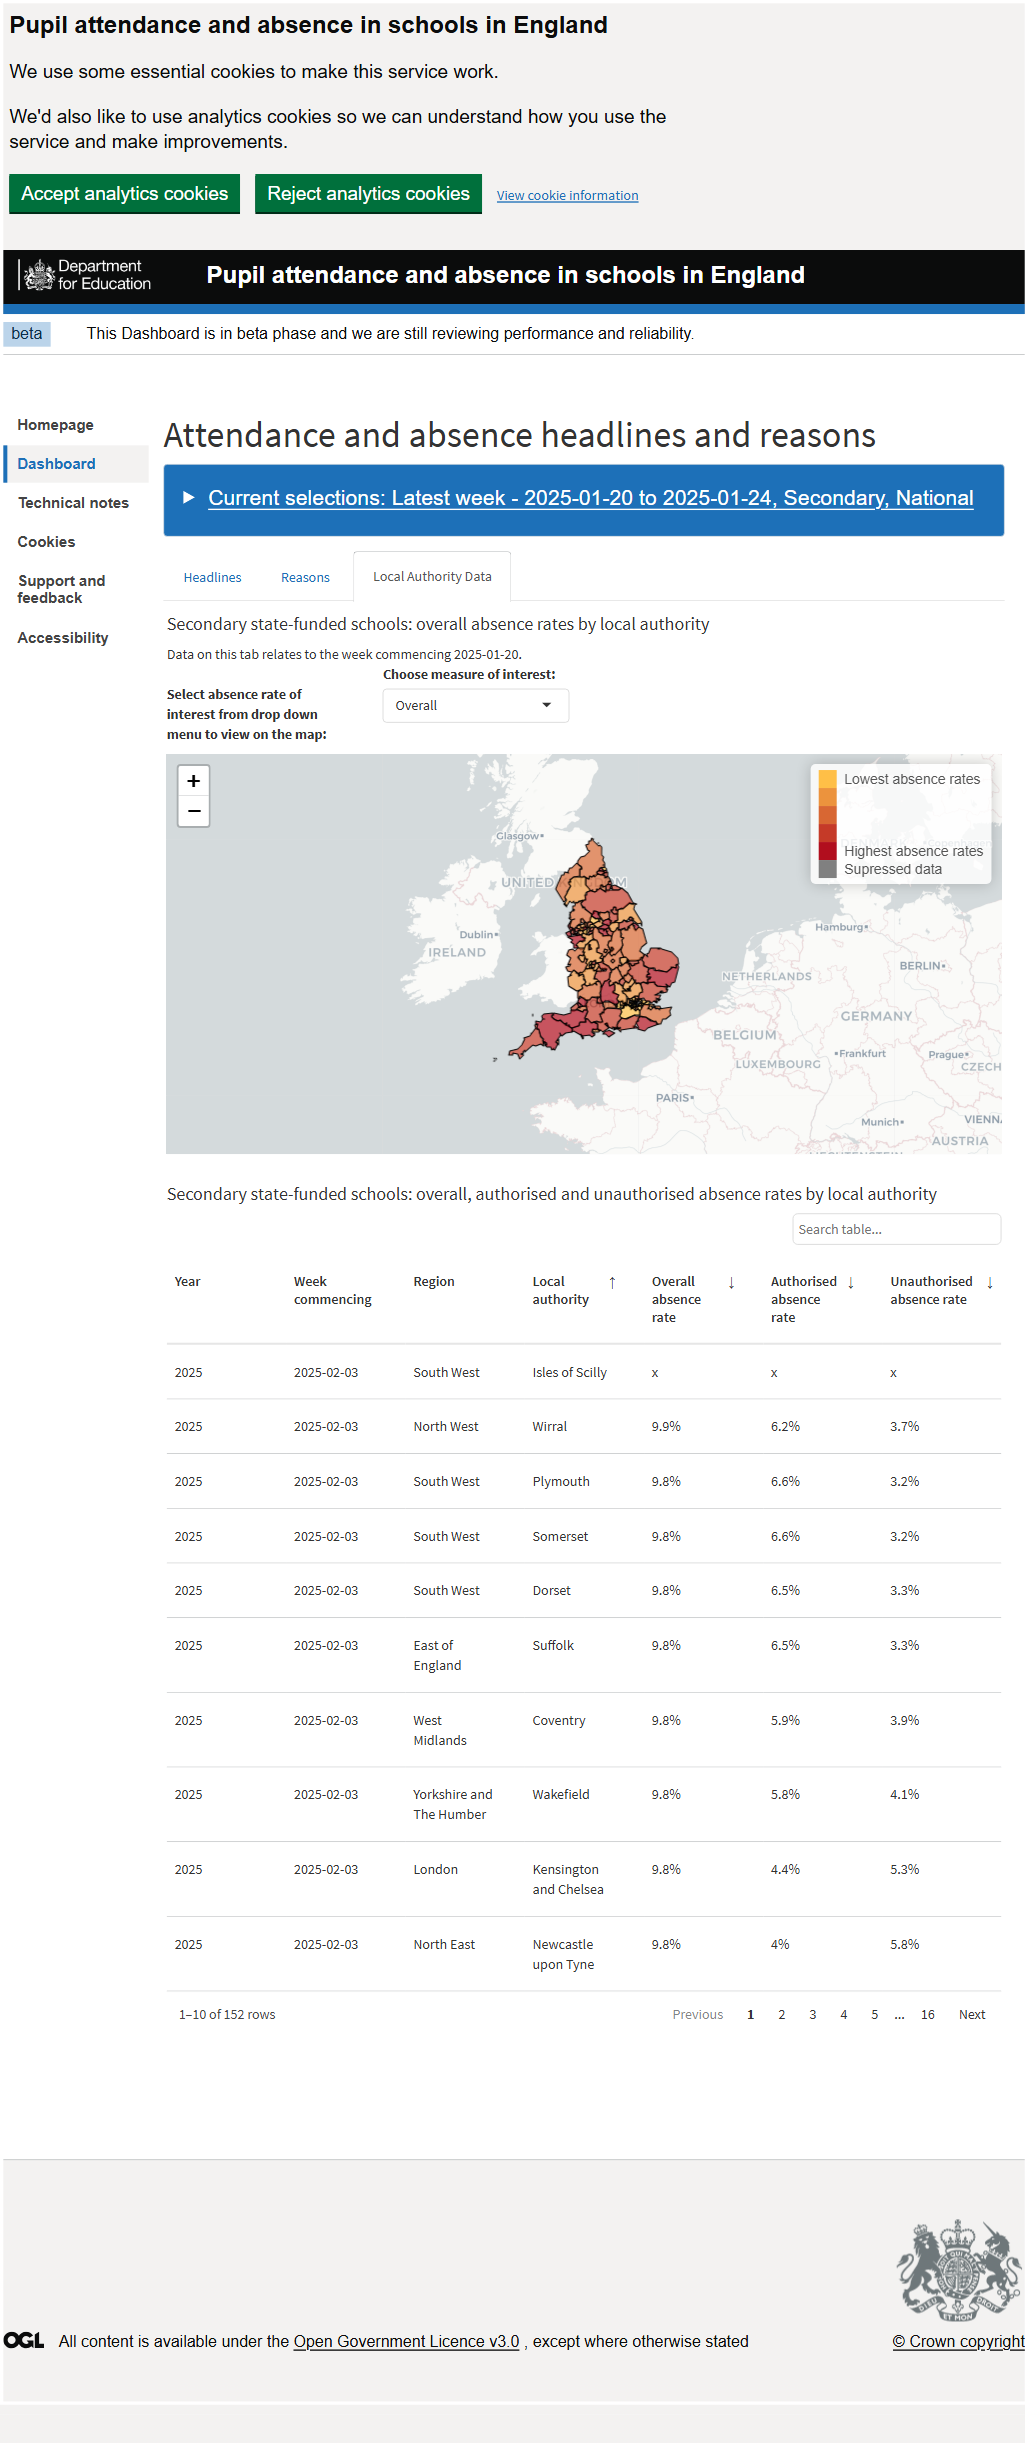 Pupil attendance and absence in schools in England
We use some essential cookies to make this service work.
We'd also like to use analytics cookies so we can understand how you use the
service and make improvements.
Accept analytics cookies Reject analytics cookies View cookie information
Department
for Education
Pupil attendance and absence in schools in England
beta This Dashboard is in beta phase and we are still reviewing performance and reliability.
Homepage
Dashboard
Technical notes
Cookies
Support and
feedback
Accessibility
Attendance and absence headlines and reasons
Current selections: Latest week - 2025-01-20 to 2025-01-24, Secondary, National
Headlines Reasons Local Authority Data
Secondary state-funded schools: overall absence rates by local authority
Data on this tab relates to the week commencing 2025-01-20.
Select absence rate of
interest from drop down
menu to view on the map:
Choose measure of interest:
Overall
+
−
Lowest absence rates
Highest absence rates
Supressed data
Glasgow
UNITED KINGDOM
Dublin
IRELAND
Hamburg
BERLIN
NETHERLANDS
GERMANY
BELGIUM
Frankfurt
Prague
LUXEMBOURG
CZECH
PARIS
Munich
VIENNA
AUSTRIA
Secondary state-funded schools: overall, authorised and unauthorised absence rates by local authority
Search table...
Year Week commencing Region Local authority ↑ Overall absence rate ↓ Authorised absence rate ↓ Unauthorised absence rate ↓
2025 2025-02-03 South West Isles of Scilly x x x
2025 2025-02-03 North West Wirral 9.9% 6.2% 3.7%
2025 2025-02-03 South West Plymouth 9.8% 6.6% 3.2%
2025 2025-02-03 South West Somerset 9.8% 6.6% 3.2%
2025 2025-02-03 South West Dorset 9.8% 6.5% 3.3%
2025 2025-02-03 East of England Suffolk 9.8% 6.5% 3.3%
2025 2025-02-03 West Midlands Coventry 9.8% 5.9% 3.9%
2025 2025-02-03 Yorkshire and The Humber Wakefield 9.8% 5.8% 4.1%
2025 2025-02-03 London Kensington and Chelsea 9.8% 4.4% 5.3%
2025 2025-02-03 North East Newcastle upon Tyne 9.8% 4% 5.8%
1–10 of 152 rows Previous 1 2 3 4 5 ... 16 Next
OGL All content is available under the Open Government Licence v3.0 , except where otherwise stated
© Crown copyright